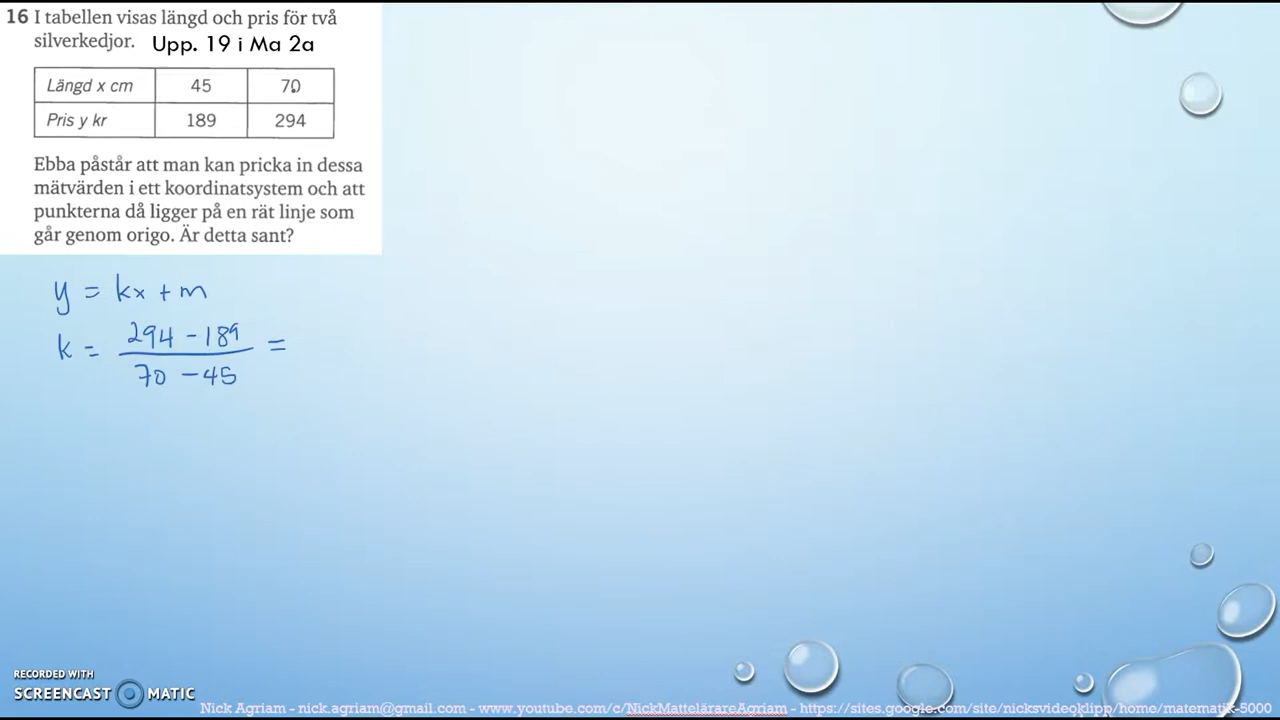 16 I tabellen visas längd och pris för två
silverkedjor. Upp. 19 i Ma 2a
Längd x cm 45 70
Pris y kr 189 294
Ebba påstår att man kan pricka in dessa
mätvärden i ett koordinatsystem och att
punkterna då ligger på en rät linje som
går genom origo. Är detta sant?
y = kx + m
k = 294 - 189 =
70 - 45
RECORDED WITH
SCREENCAST MATIC
Nick Agriam - nick.agriam@gmail.com - www.youtube.com/c/NickMattelärareAgriam - https://sites.google.com/site/nicksvideoklipp/home/matematik-5000